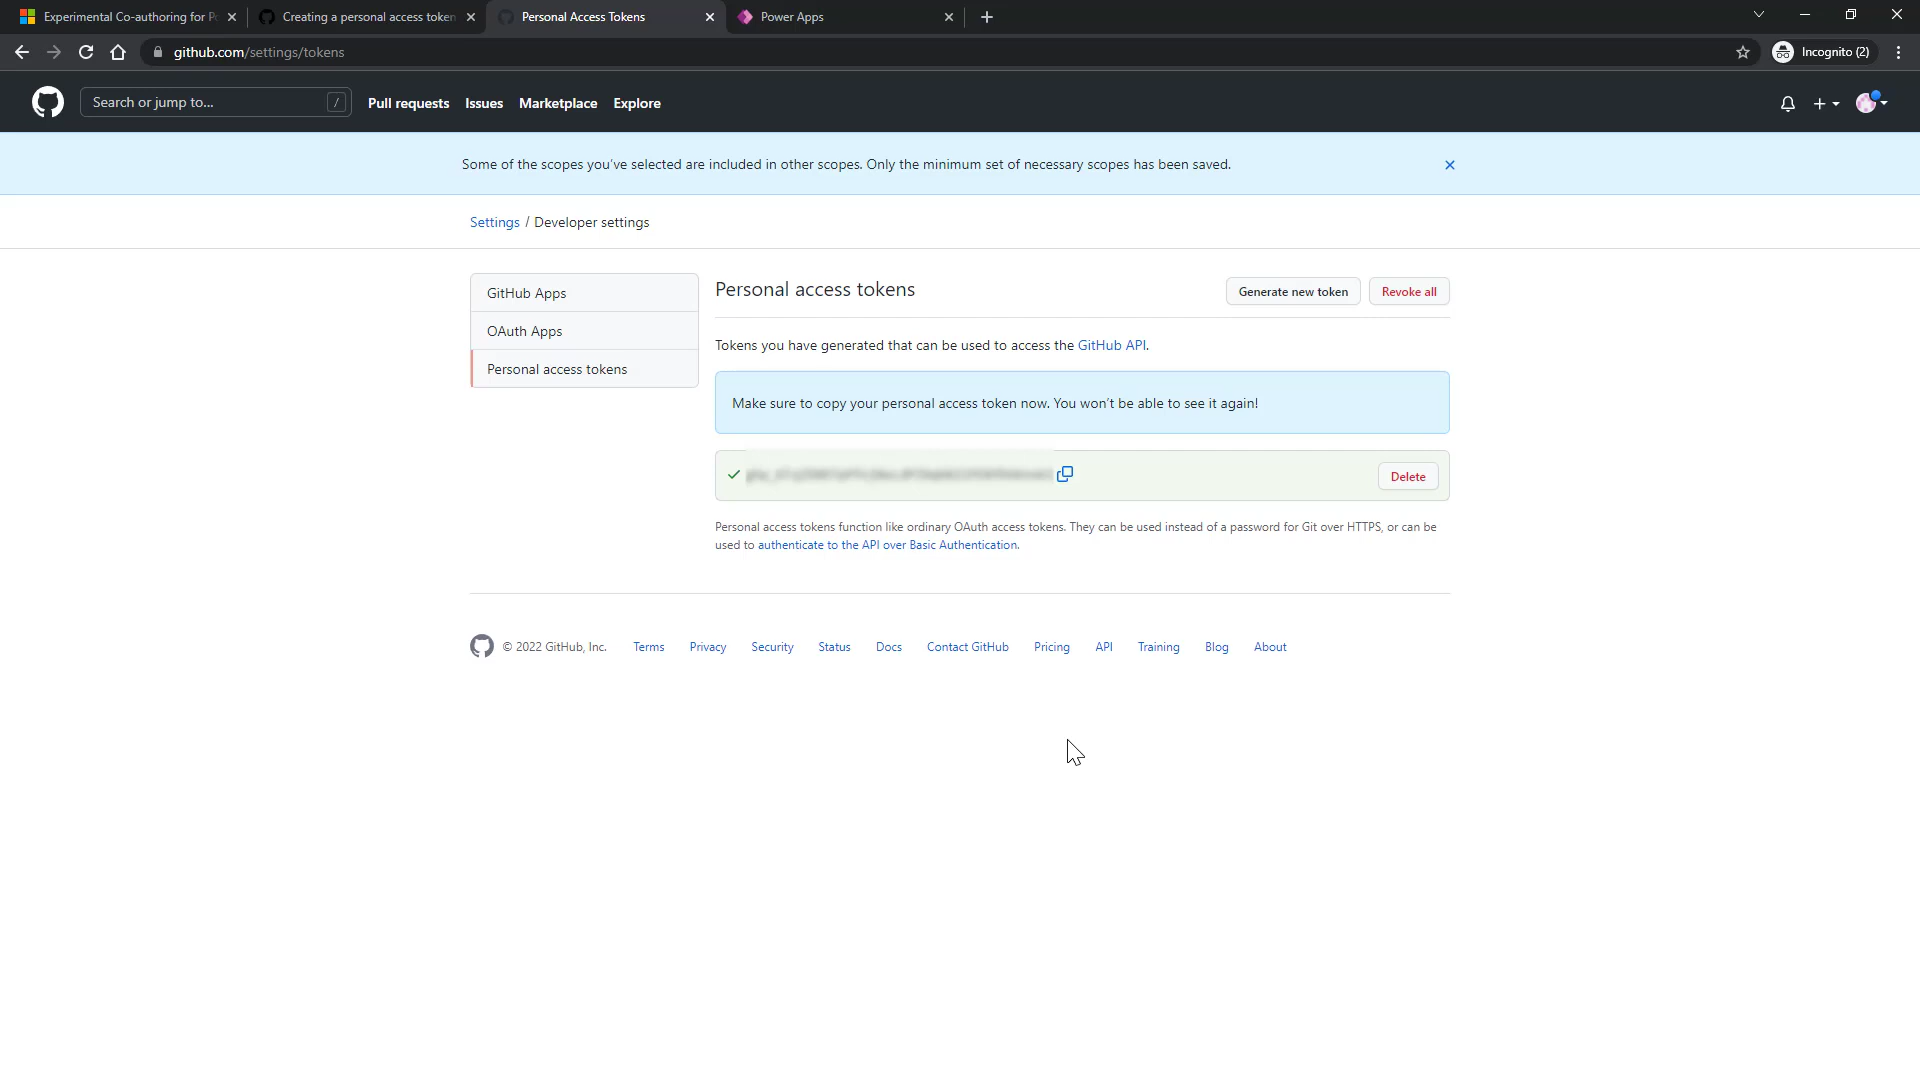 Experimental Co-authoring for P
Creating a personal access token
Personal Access Tokens
Power Apps
github.com/settings/tokens
Incognito (2)
Search or jump to...
/
Pull requests
Issues
Marketplace
Explore
Some of the scopes you've selected are included in other scopes. Only the minimum set of necessary scopes has been saved.
Settings / Developer settings
GitHub Apps
OAuth Apps
Personal access tokens
Personal access tokens
Generate new token
Revoke all
Tokens you have generated that can be used to access the GitHub API.
Make sure to copy your personal access token now. You won't be able to see it again!
Delete
Personal access tokens function like ordinary OAuth access tokens. They can be used instead of a password for Git over HTTPS, or can be
used to authenticate to the API over Basic Authentication.
© 2022 GitHub, Inc.
Terms
Privacy
Security
Status
Docs
Contact GitHub
Pricing
API
Training
Blog
About